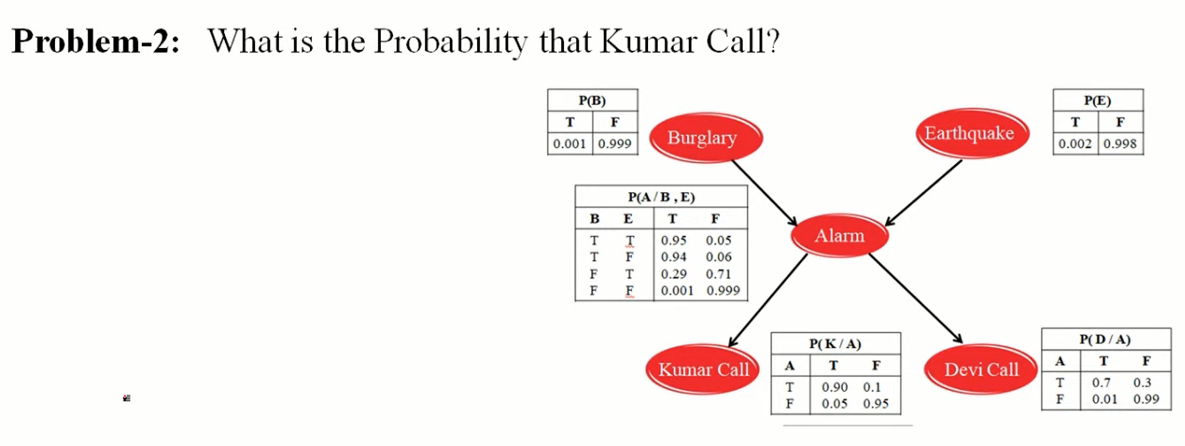 Problem-2: What is the Probability that Kumar Call?
P(B)
T F
0.001 0.999
Burglary
Earthquake
P(E)
T F
0.002 0.998
P(A/B,E)
B E T F
T T 0.95 0.05
T F 0.94 0.06
F T 0.29 0.71
F F 0.001 0.999
Alarm
Kumar Call
P(K/A)
A T F
T 0.90 0.1
F 0.05 0.95
Devi Call
P(D/A)
A T F
T 0.7 0.3
F 0.01 0.99